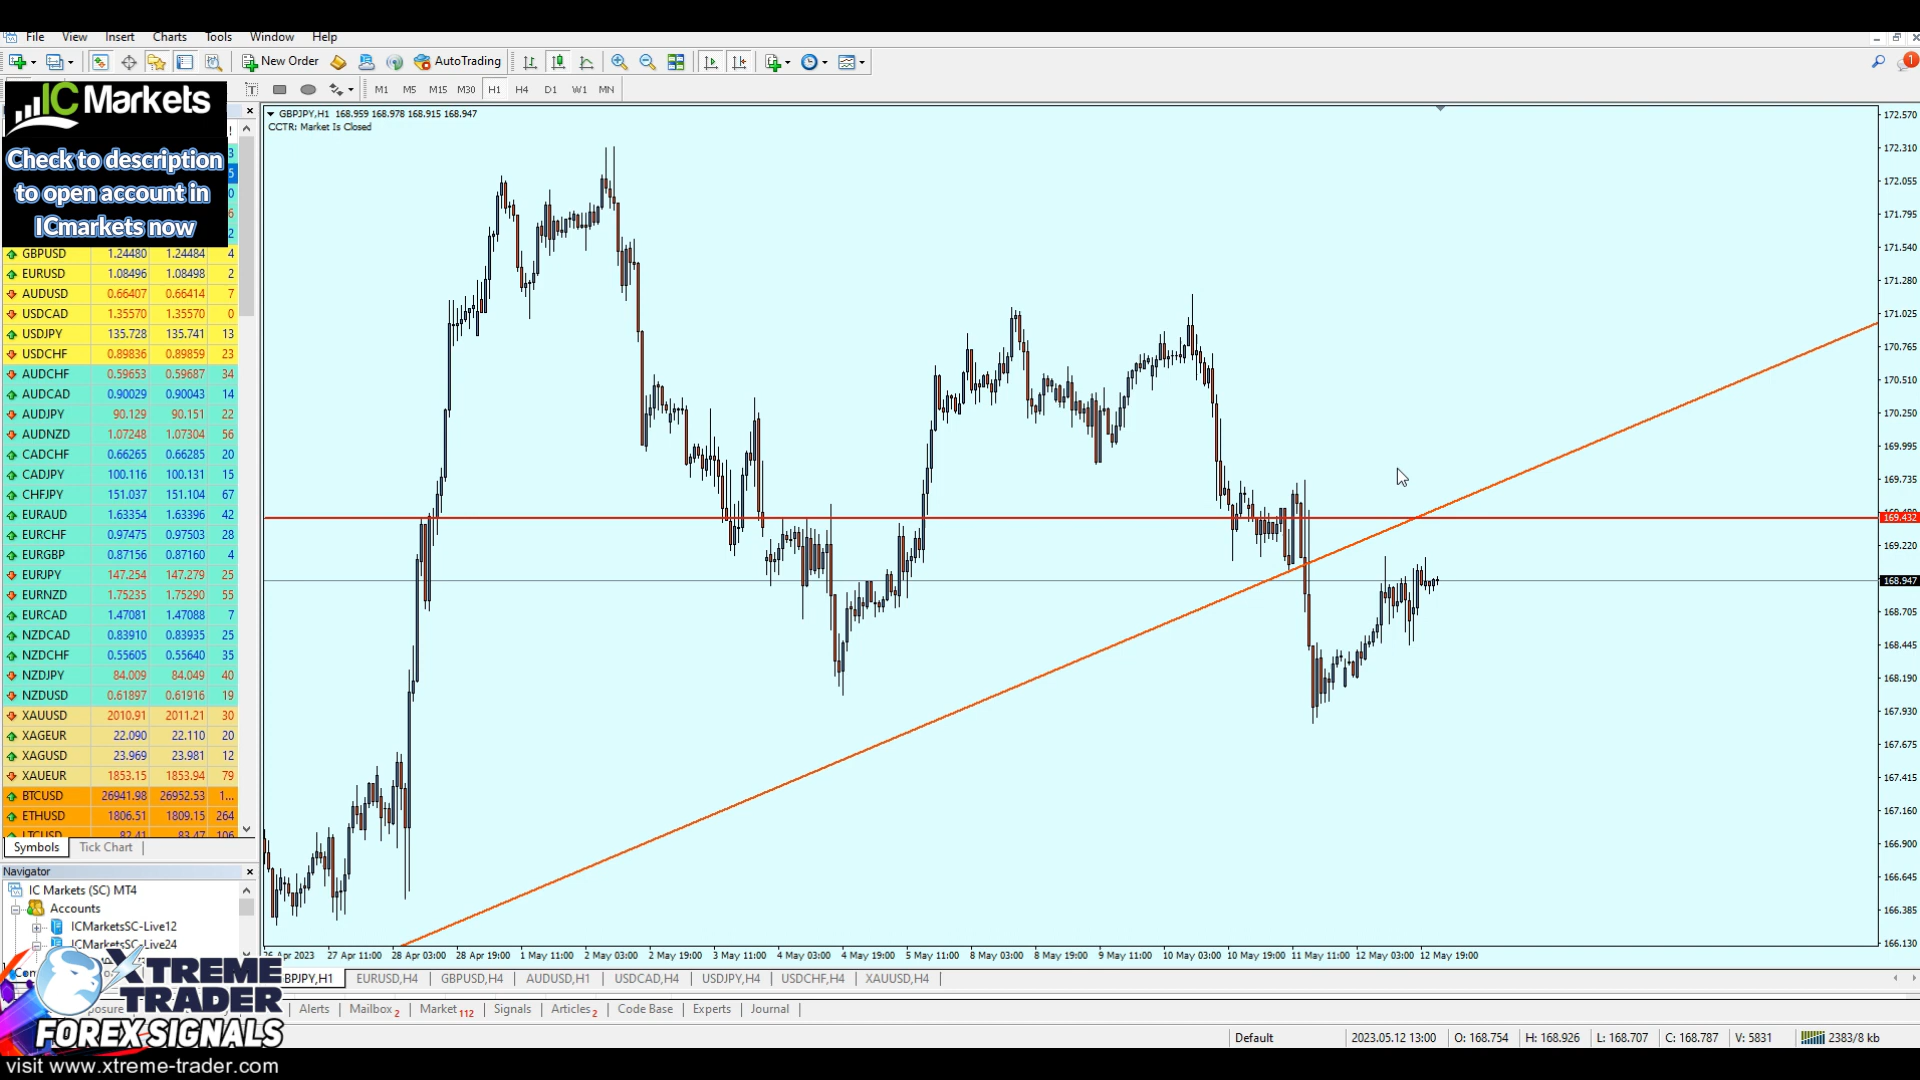 File View Insert Charts Tools Window Help
New Order AutoTrading 1
T M1 M5 M15 M30 H1 H4 D1 W1 MN
IC Markets
Check to description
to open account in
ICmarkets now
GBPJPY,H1 168.959 168.978 168.915 168.947
CCTR: Market Is Closed
GBPUSD 1.24480 1.24484 4
EURUSD 1.08496 1.08498 2
AUDUSD 0.66407 0.66414 7
USDCAD 1.35570 1.35570 0
USDJPY 135.728 135.741 13
USDCHF 0.89836 0.89859 23
AUDCHF 0.59653 0.59687 34
AUDCAD 0.90029 0.90043 14
AUDJPY 90.129 90.151 22
AUDNZD 1.07248 1.07304 56
CADCHF 0.66265 0.66285 20
CADJPY 100.116 100.131 15
CHFJPY 151.037 151.104 67
EURAUD 1.63354 1.63396 42
EURCHF 0.97475 0.97503 28
EURGBP 0.87156 0.87160 4
EURJPY 147.254 147.279 25
EURNZD 1.75235 1.75290 55
EURCAD 1.47081 1.47088 7
NZDCAD 0.83910 0.83935 25
NZDCHF 0.55605 0.55640 35
NZDJPY 84.009 84.049 40
NZDUSD 0.61897 0.61916 19
XAUUSD 2010.91 2011.21 30
XAGEUR 22.090 22.110 20
XAGUSD 23.969 23.981 12
XAUEUR 1853.15 1853.94 79
BTCUSD 26941.98 26952.53 1...
ETHUSD 1806.51 1809.15 264
LTCUSD 82.41 83.47 106
Symbols Tick Chart
Navigator
IC Markets (SC) MT4
Accounts
ICMarketsSC-Live12
ICMarketsSC-Live24
172.570
172.310
172.055
171.795
171.540
171.280
171.025
170.765
170.510
170.250
169.995
169.735
169.432
169.220
168.947
168.705
168.445
168.190
167.930
167.675
167.415
167.160
166.900
166.645
166.385
166.130
26 Apr 2023 27 Apr 11:00 28 Apr 03:00 28 Apr 19:00 1 May 11:00 2 May 03:00 2 May 19:00 3 May 11:00 4 May 03:00 4 May 19:00 5 May 11:00 8 May 03:00 8 May 19:00 9 May 11:00 10 May 03:00 10 May 19:00 11 May 11:00 12 May 03:00 12 May 19:00
BPJPY,H1 EURUSD,H4 GBPUSD,H4 AUDUSD,H1 USDCAD,H4 USDJPY,H4 USDCHF,H4 XAUUSD,H4
XTREME
TRADER
FOREX SIGNALS
posure Alerts Mailbox 2 Market 112 Signals Articles 2 Code Base Experts Journal
Default 2023.05.12 13:00 O: 168.754 H: 168.926 L: 168.707 C: 168.787 V: 5831 2383/8 kb
visit www.xtreme-trader.com